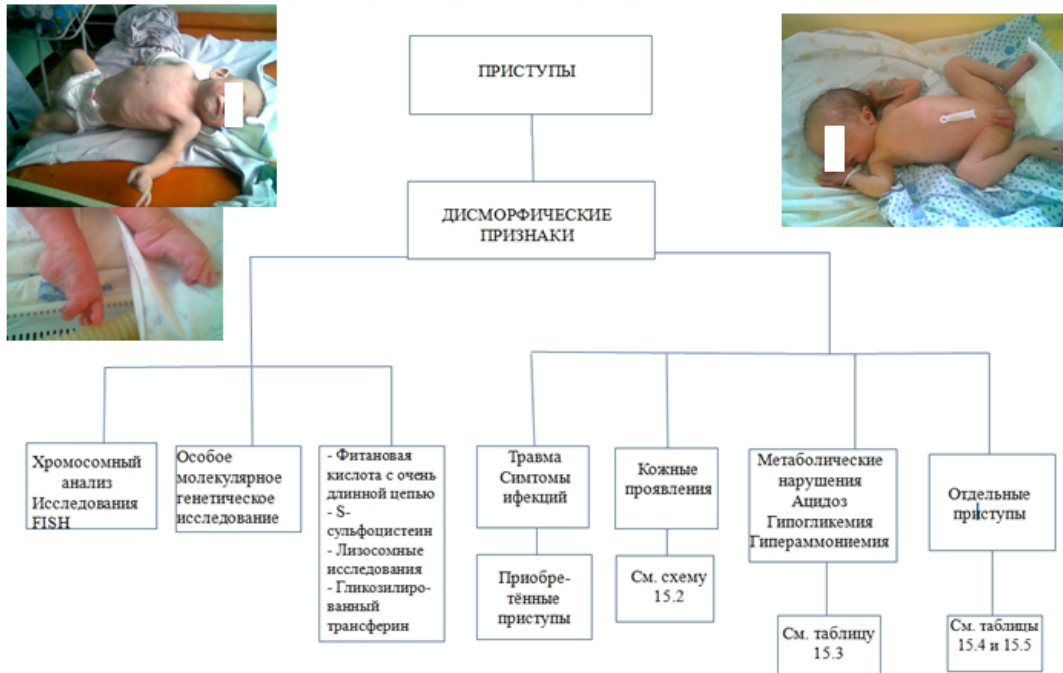 ПРИСТУПЫ
ДИСМОРФИЧЕСКИЕ
ПРИЗНАКИ
Хромосомный
анализ
Исследования
FISH
Особое
молекулярное
генетическое
исследование
- Фитановая
кислота с очень
длинной цепью
- S-
сульфоцистеин
- Лизосомные
исследования
- Гликозилиро-
ванный
трансферин
Травма
Симтомы
ифекций
Приобре-
тённые
приступы
Кожные
проявления
См. схему
15.2
Метаболические
нарушения
Ацидоз
Гипогликемия
Гипераммониемия
См. таблицу
15.3
Отдельные
приступы
См. таблицы
15.4 и 15.5